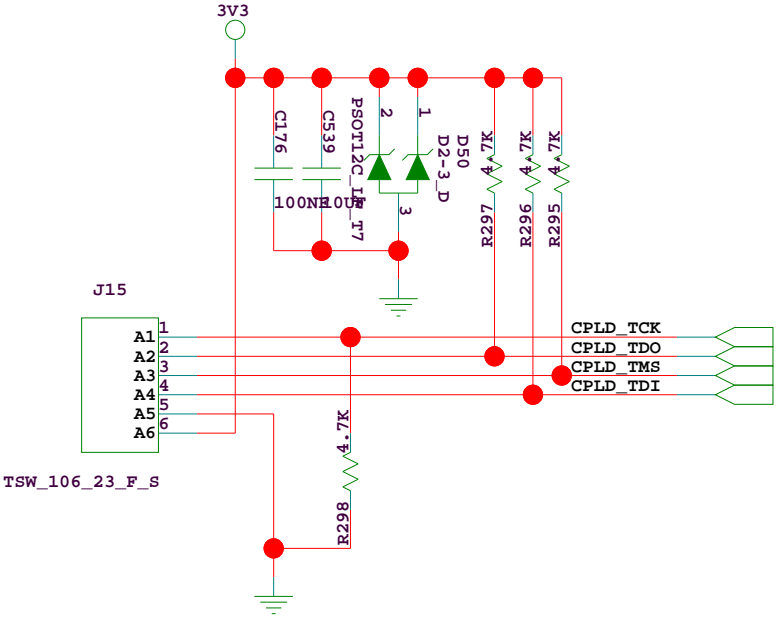 3V3
C176
100NF
C539
10UF
PSOT12C_LF_T7
2
1
3
D2-3_D
D50
4.7K
R297
4.7K
R296
4.7K
R295
J15
A1 1
A2 2
A3 3
A4 4
A5 5
A6 6
TSW_106_23_F_S
CPLD_TCK
CPLD_TDO
CPLD_TMS
CPLD_TDI
4.7K
R298